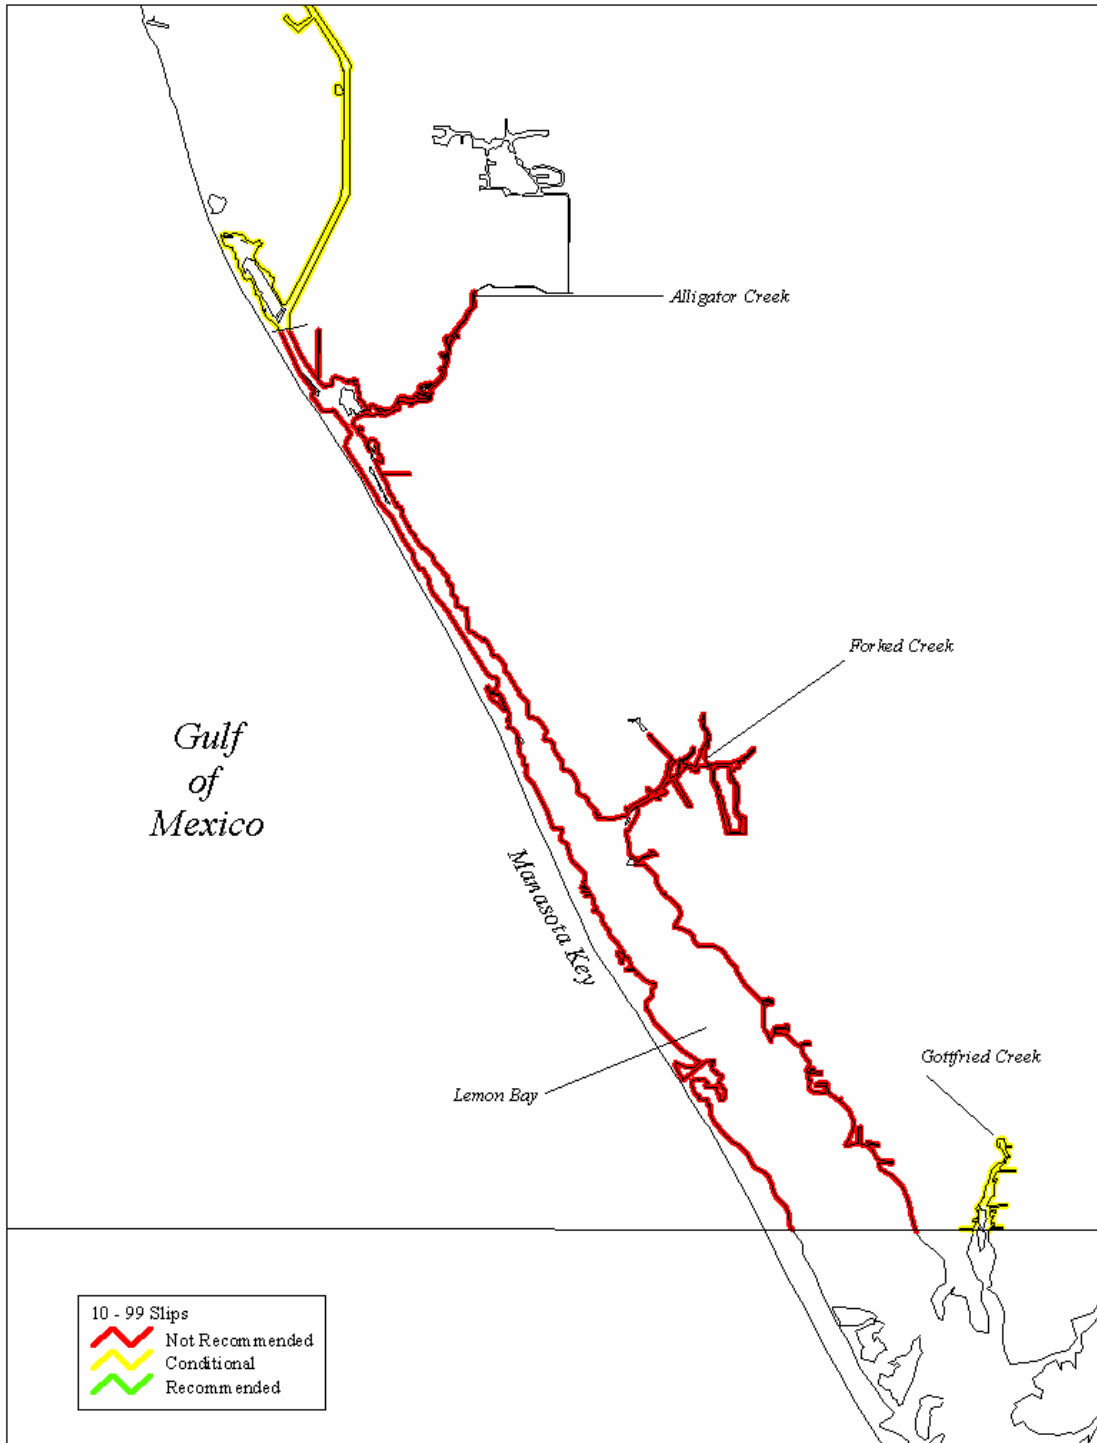 Alligator Creek
Forked Creek
Gulf
of
Mexico
Manasota Key
Gottfried Creek
Lemon Bay
10 - 99 Slips
Not Recommended
Conditional
Recommended